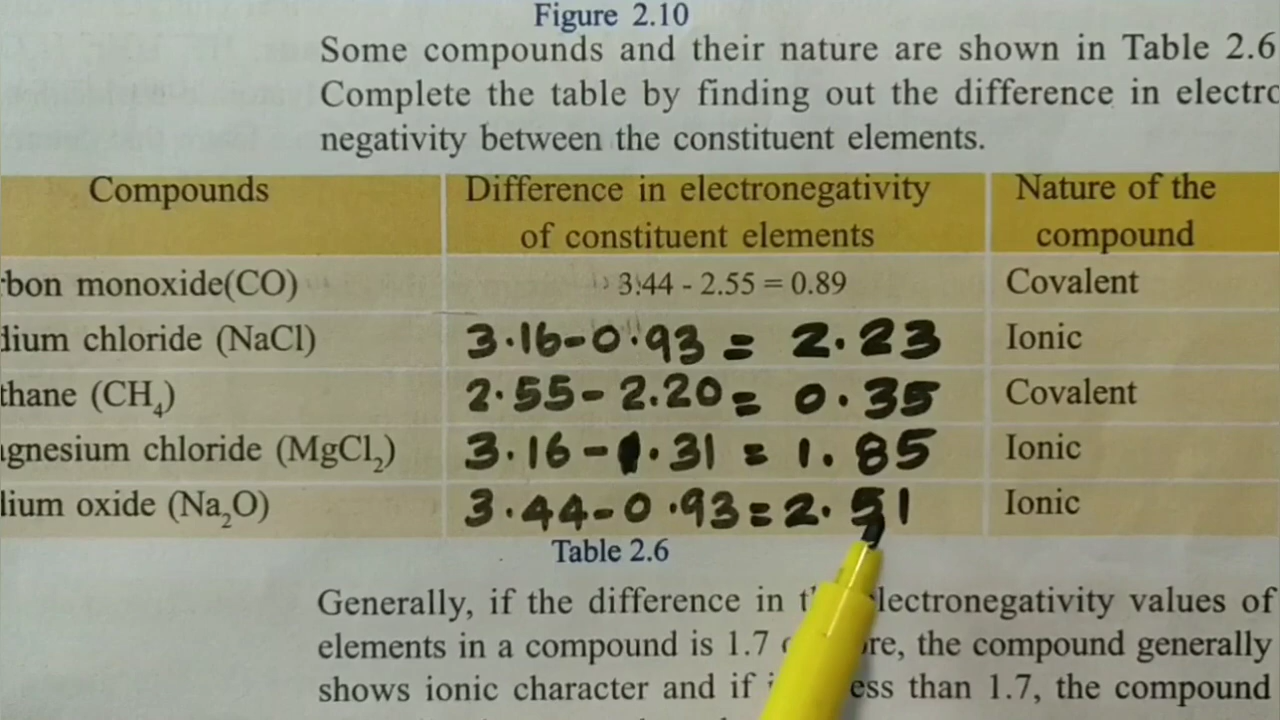 Figure 2.10
Some compounds and their nature are shown in Table 2.6
Complete the table by finding out the difference in electro
negativity between the constituent elements.
Compounds Difference in electronegativity of constituent elements Nature of the compound
rbon monoxide(CO) 3.44 - 2.55 = 0.89 Covalent
dium chloride (NaCl) 3.16-0.93 = 2.23 Ionic
thane (CH₄) 2.55-2.20= 0.35 Covalent
gnesium chloride (MgCl₂) 3.16-1.31 = 1.85 Ionic
lium oxide (Na₂O) 3.44-0.93=2.51 Ionic
Table 2.6
Generally, if the difference in lectronegativity values of
elements in a compound is 1.7 re, the compound generally
shows ionic character and if ess than 1.7, the compound